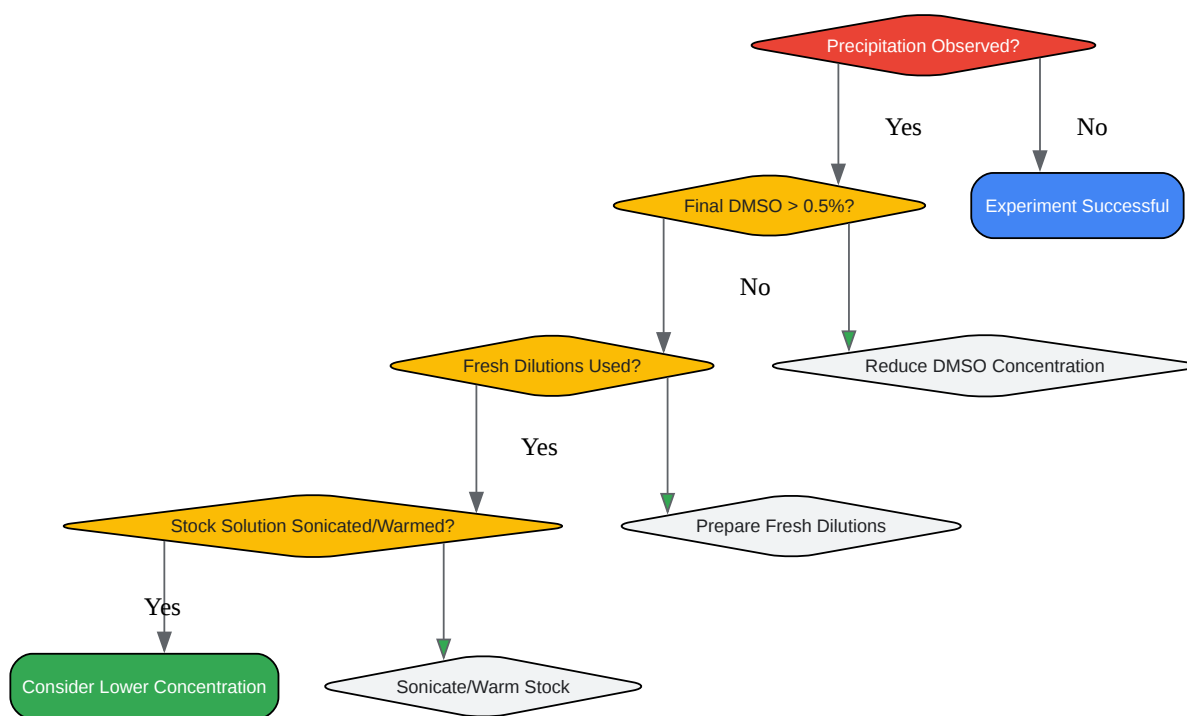 Precipitation Observed?
Yes
No
Final DMSO > 0.5%?
Experiment Successful
No
Fresh Dilutions Used?
Reduce DMSO Concentration
Yes
Stock Solution Sonicated/Warmed?
Prepare Fresh Dilutions
Yes
Consider Lower Concentration
Sonicate/Warm Stock